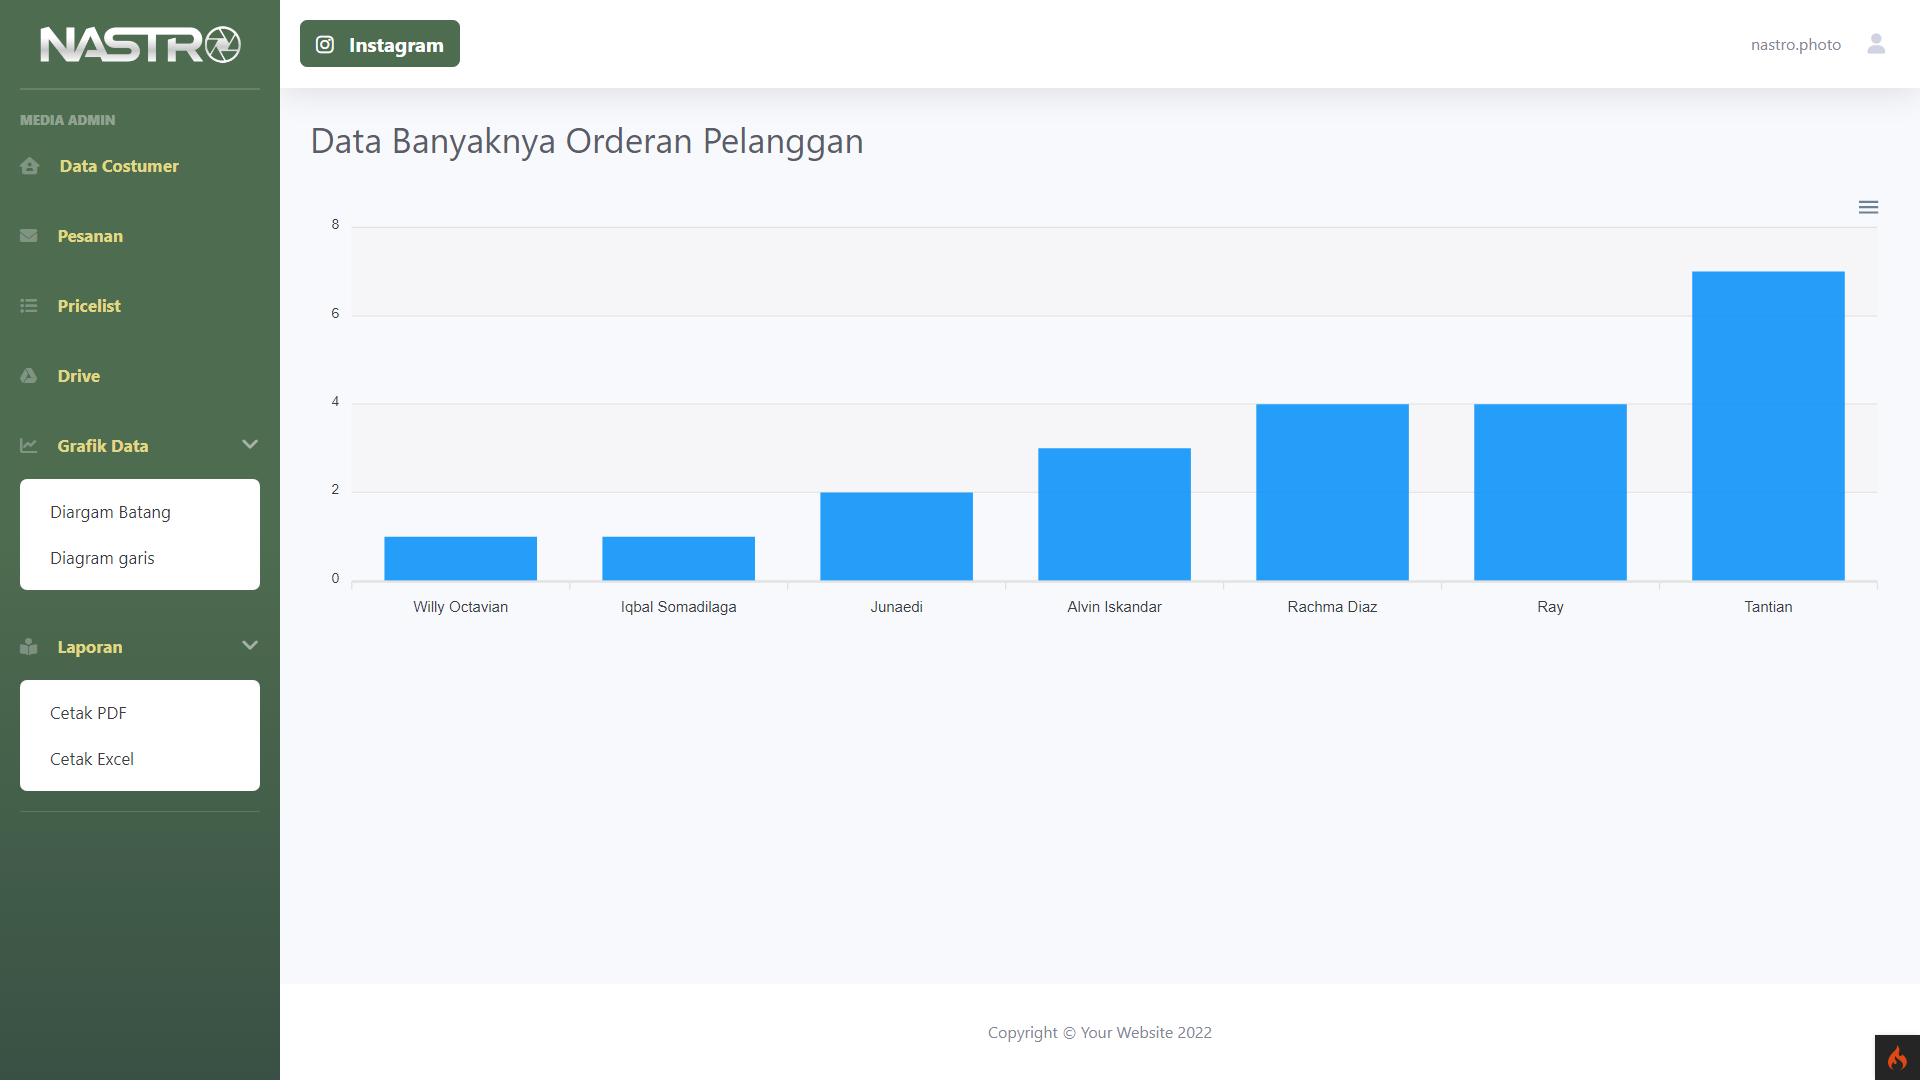 NASTRO
MEDIA ADMIN
Data Costumer
Pesanan
Pricelist
Drive
Grafik Data
Diargam Batang
Diagram garis
Laporan
Cetak PDF
Cetak Excel
Instagram
nastro.photo
Data Banyaknya Orderan Pelanggan
8
6
4
2
0
Willy Octavian Iqbal Somadilaga Junaedi Alvin Iskandar Rachma Diaz Ray Tantian
Copyright © Your Website 2022